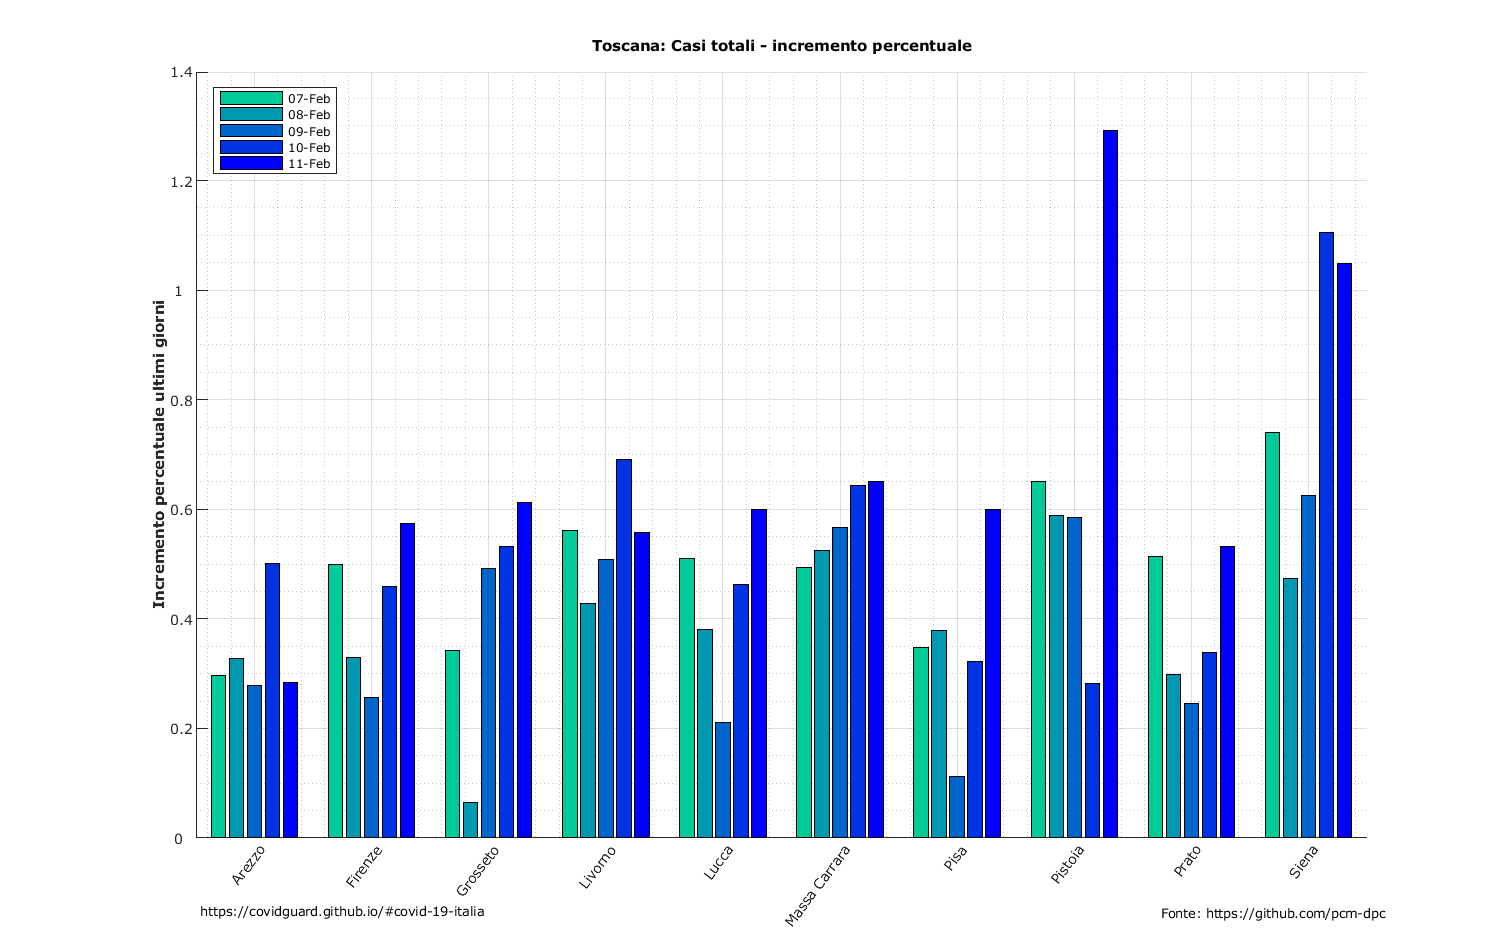 Toscana: Casi totali - incremento percentuale
Incremento percentuale ultimi giorni
1.4
1.2
1
0.8
0.6
0.4
0.2
0
07-Feb
08-Feb
09-Feb
10-Feb
11-Feb
Arezzo
Firenze
Grosseto
Livorno
Lucca
Massa Carrara
Pisa
Pistoia
Prato
Siena
https://covidguard.github.io/#covid-19-italia
Fonte: https://github.com/pcm-dpc